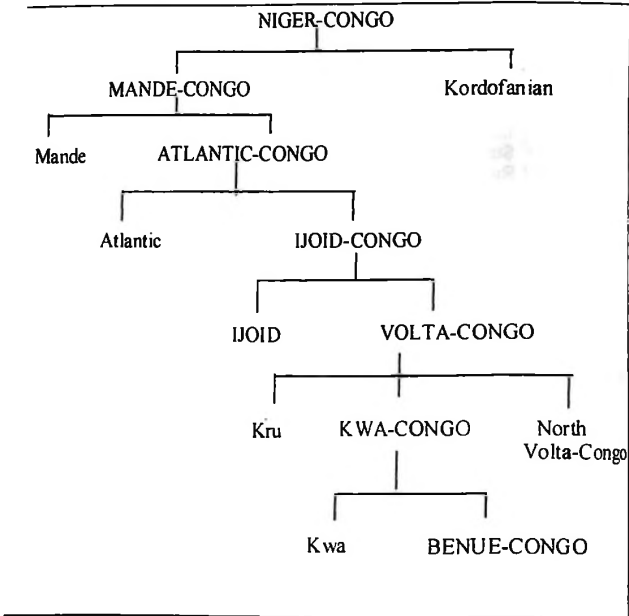 NIGER-CONGO
MANDE-CONGO Kordofanian
Mande ATLANTIC-CONGO
Atlantic IJOID-CONGO
IJOID VOLTA-CONGO
Kru KWA-CONGO North
Volta-Congo
Kwa BENUE-CONGO